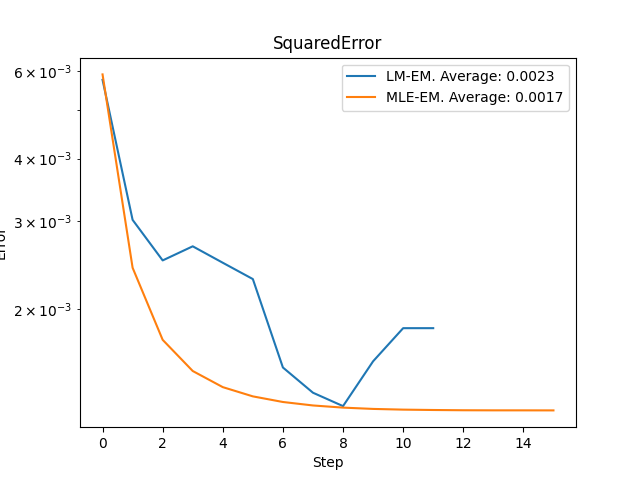 SquaredError
LM-EM. Average: 0.0023
MLE-EM. Average: 0.0017
6 × 10⁻³
4 × 10⁻³
3 × 10⁻³
2 × 10⁻³
Error
0 2 4 6 8 10 12 14
Step